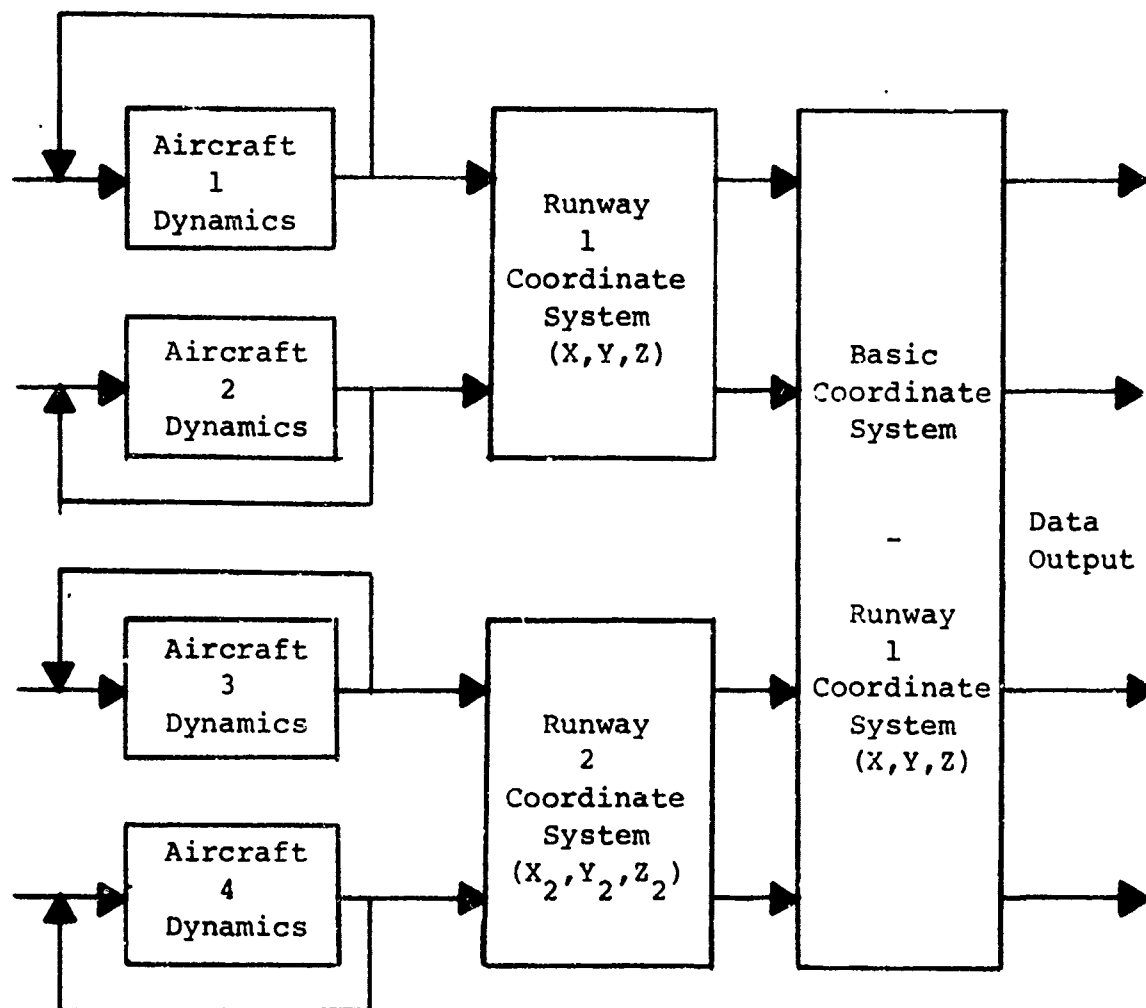 Aircraft
1
Dynamics
Aircraft
2
Dynamics
Runway
1
Coordinate
System
(X,Y,Z)
Aircraft
3
Dynamics
Aircraft
4
Dynamics
Runway
2
Coordinate
System
(X₂,Y₂,Z₂)
Basic
Coordinate
System
-
Runway
1
Coordinate
System
(X,Y,Z)
Data
Output